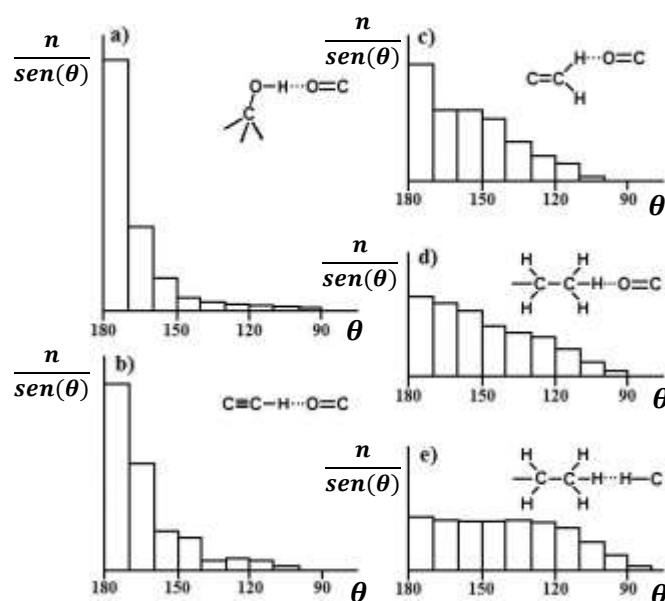 a)
n
sen(θ)
O H O C
C
180 150 120 90 θ
b)
n
sen(θ)
C C H O C
180 150 120 90 θ
c)
n
sen(θ)
H O C
C C
H
180 150 120 90 θ
d)
n
sen(θ)
H H
C C H O C
H H
180 150 120 90 θ
e)
n
sen(θ)
H H
C C H H C
H H
180 150 120 90 θ